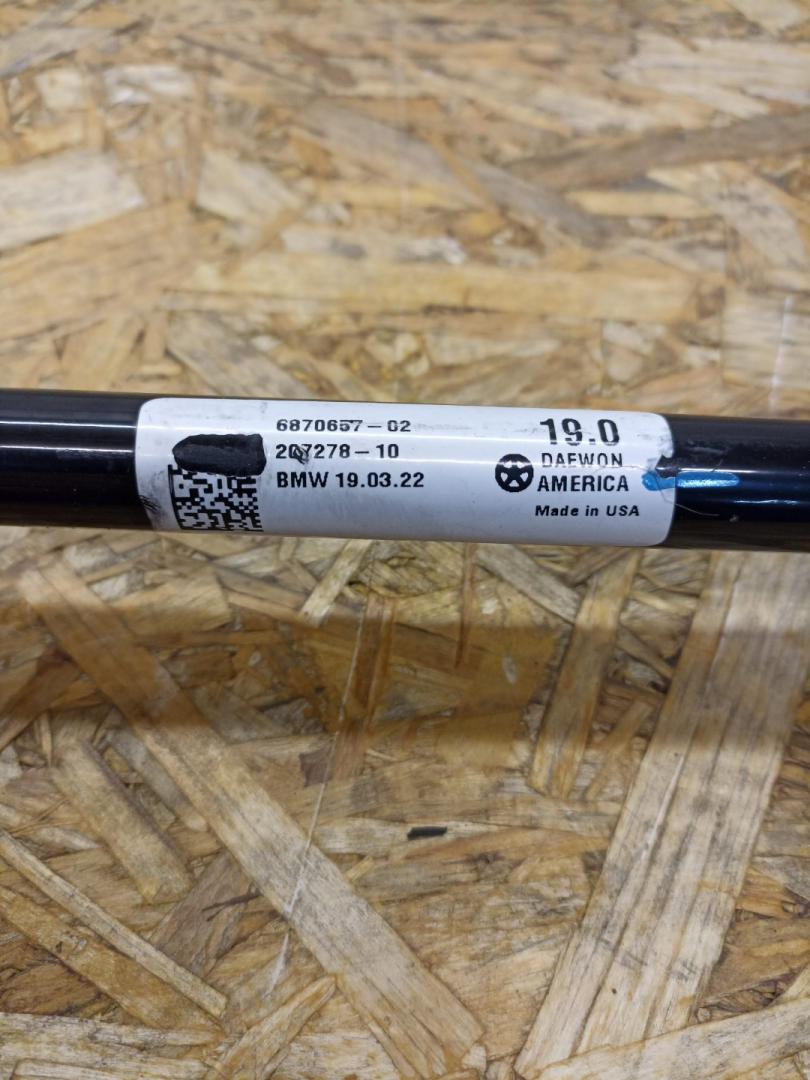 6870657-02
207278-10
BMW 19.03.22
19.0
DAEWON
AMERICA
Made in USA